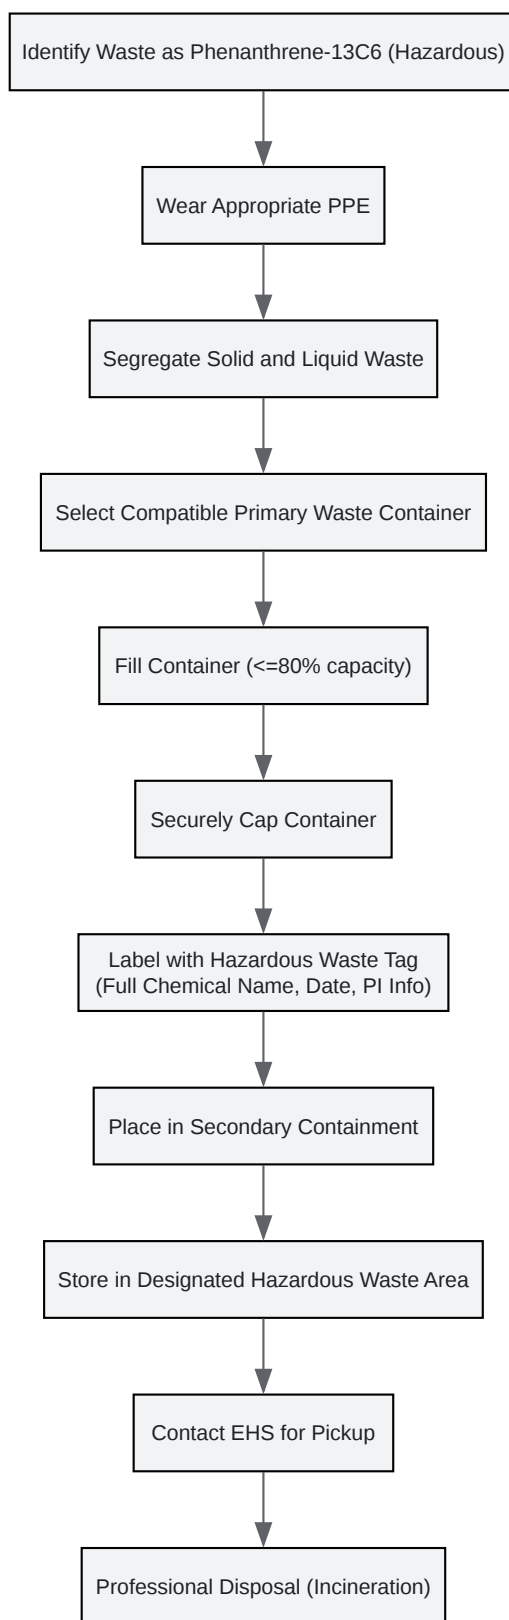 Identify Waste as Phenanthrene-13C6 (Hazardous)
Wear Appropriate PPE
Segregate Solid and Liquid Waste
Select Compatible Primary Waste Container
Fill Container (<=80% capacity)
Securely Cap Container
Label with Hazardous Waste Tag
(Full Chemical Name, Date, PI Info)
Place in Secondary Containment
Store in Designated Hazardous Waste Area
Contact EHS for Pickup
Professional Disposal (Incineration)